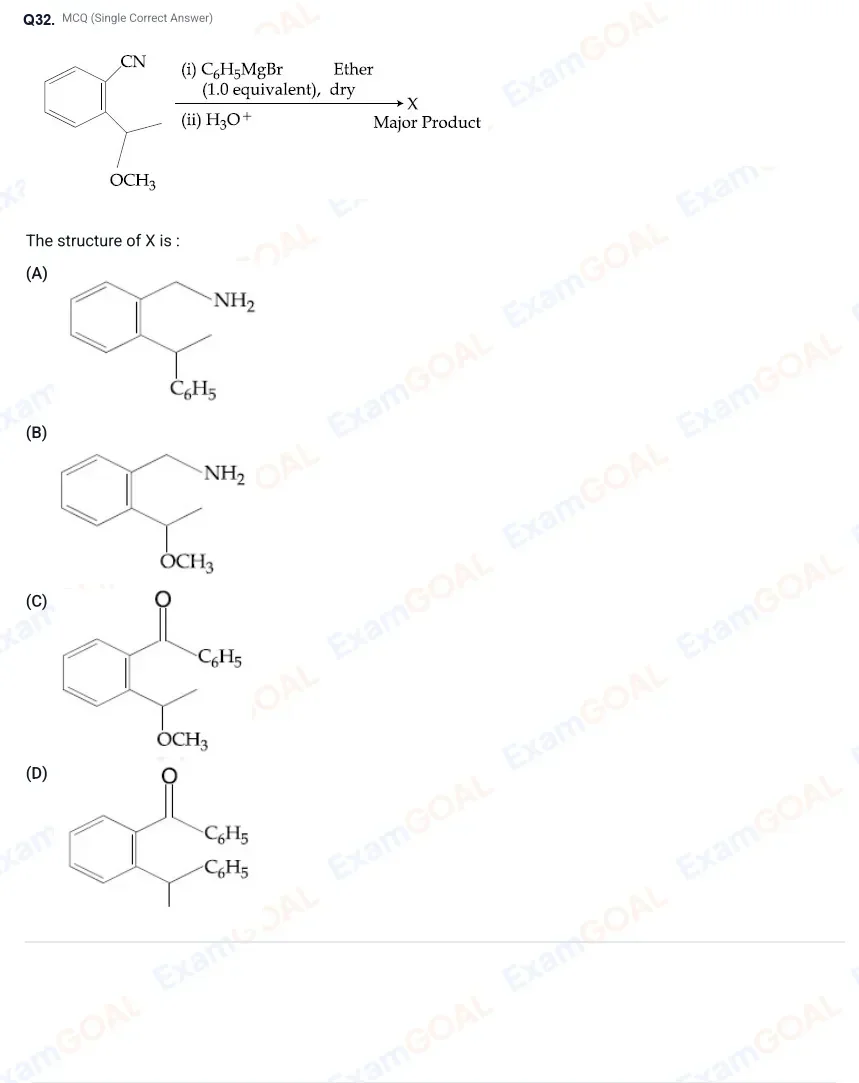 Q32. MCQ (Single Correct Answer)
CN
(i) C₆H₅MgBr Ether
(1.0 equivalent), dry
X
(ii) H₃O⁺
Major Product
OCH₃
The structure of X is :
(A)
NH₂
C₆H₅
(B)
NH₂
OCH₃
(C)
O
C₆H₅
OCH₃
(D)
O
C₆H₅
C₆H₅
ExamGOAL